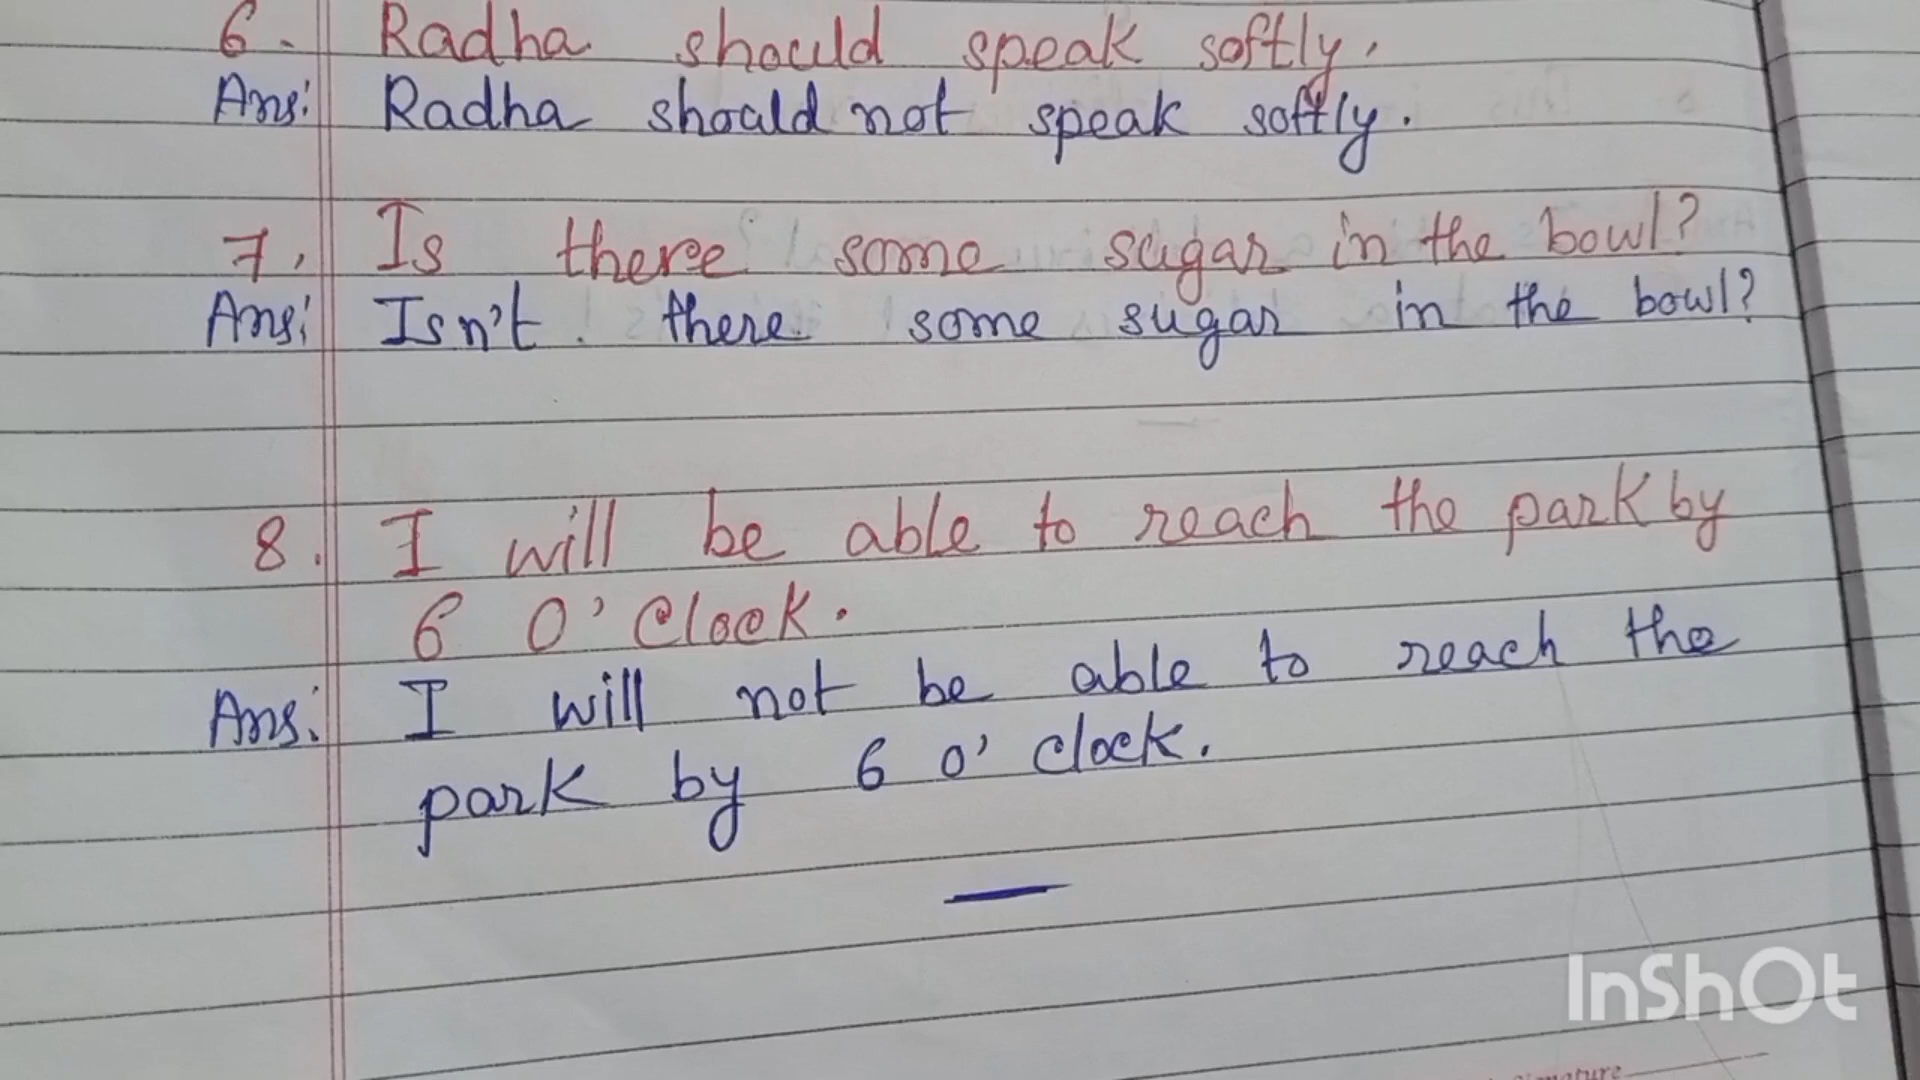 6. Radha should speak softly.
Ans: Radha should not speak softly.
7. Is there some sugar in the bowl?
Ans: Isn't there some sugar in the bowl?
8. I will be able to reach the park by
6 O'Clock.
Ans: I will not be able to reach the
park by 6 o'clock.
InShOt